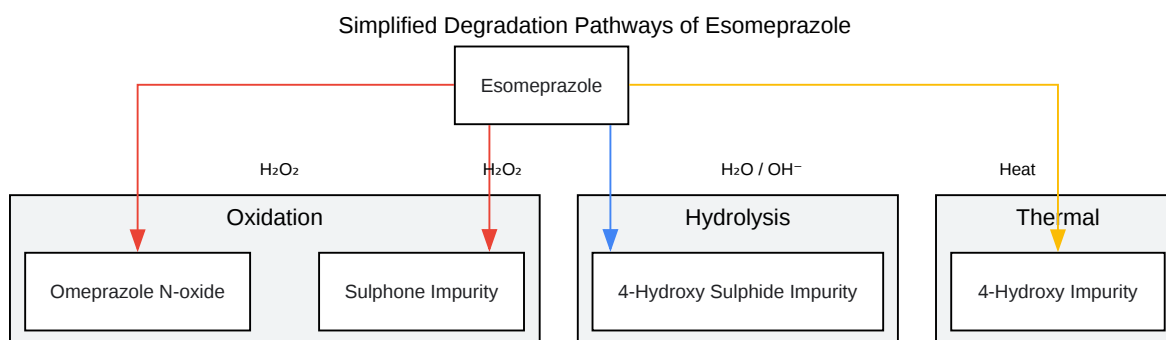 Simplified Degradation Pathways of Esomeprazole
Esomeprazole
H₂O₂
H₂O₂
H₂O / OH⁻
Heat
Oxidation
Hydrolysis
Thermal
Omeprazole N-oxide
Sulphone Impurity
4-Hydroxy Sulphide Impurity
4-Hydroxy Impurity